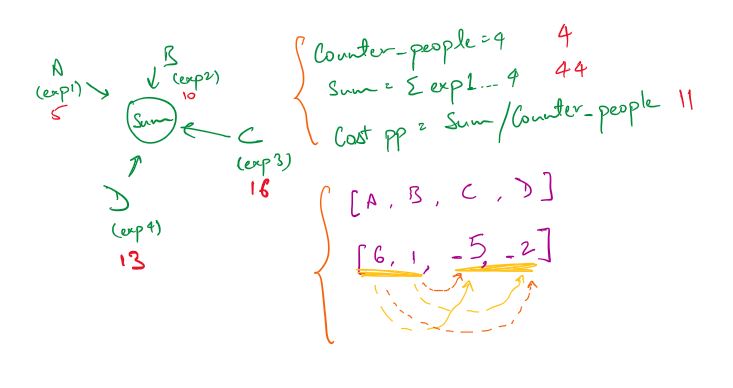 A
(exp1)
5
B
(exp2)
10
Sum
C
(exp3)
16
D
(exp4)
13
Counter_people = 4 4
Sum = Σ exp1...4 44
Cost pp = Sum/Counter_people 11
[A, B, C, D]
[6, 1, -5, -2]